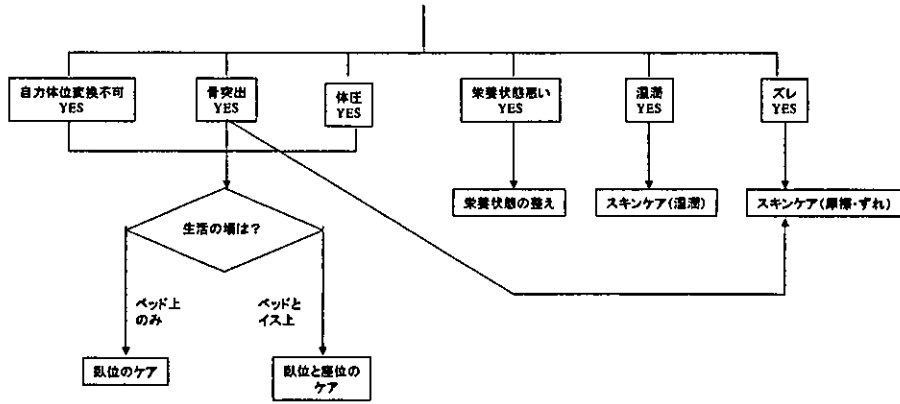 自力体位変換不可
YES
骨突出
YES
体圧
YES
栄養状態悪い
YES
湿潤
YES
ズレ
YES
栄養状態の整え
スキンケア(湿潤)
スキンケア(摩擦・ずれ)
生活の場は?
ベッド上
のみ
ベッドと
イス上
臥位のケア
臥位と座位の
ケア